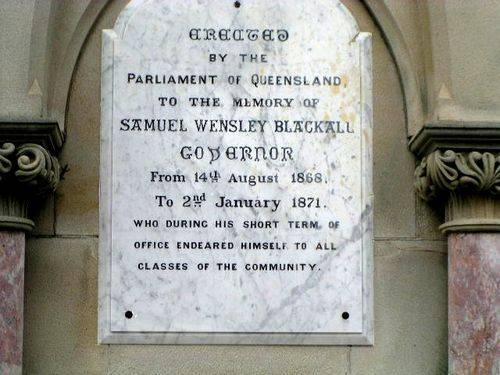 ERECTED
BY THE
PARLIAMENT OF QUEENSLAND,
TO THE MEMORY OF
SAMUEL WENSLEY BLACKALL
GOVERNOR
From 14th August 1868.
To 2nd January 1871.
WHO DURING HIS SHORT TERM OF
OFFICE ENDEARED HIMSELF TO ALL
CLASSES OF THE COMMUNITY.